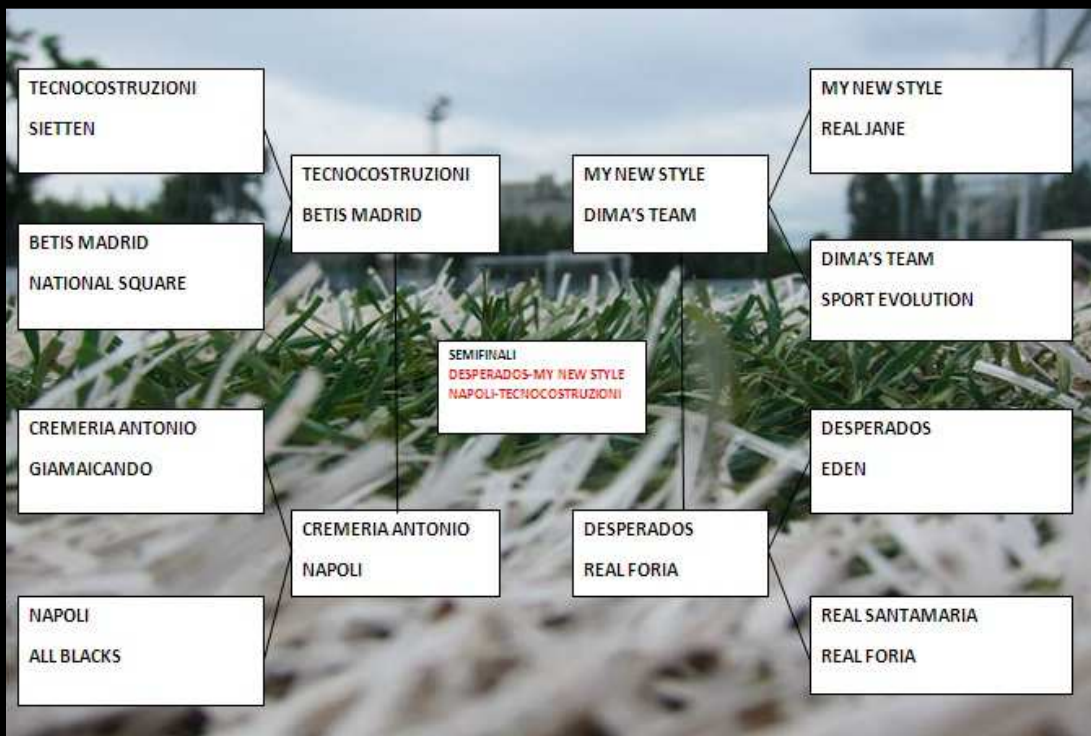 TECNOCOSTRUZIONI
SIETTEN
BETIS MADRID
NATIONAL SQUARE
CREMERIA ANTONIO
GIAMAICANDO
NAPOLI
ALL BLACKS
TECNOCOSTRUZIONI
BETIS MADRID
CREMERIA ANTONIO
NAPOLI
SEMIFINALI
DESPERADOS-MY NEW STYLE
NAPOLI-TECNOCOSTRUZIONI
MY NEW STYLE
DIMA'S TEAM
DESPERADOS
REAL FORIA
MY NEW STYLE
REAL JANE
DIMA'S TEAM
SPORT EVOLUTION
DESPERADOS
EDEN
REAL SANTAMARIA
REAL FORIA